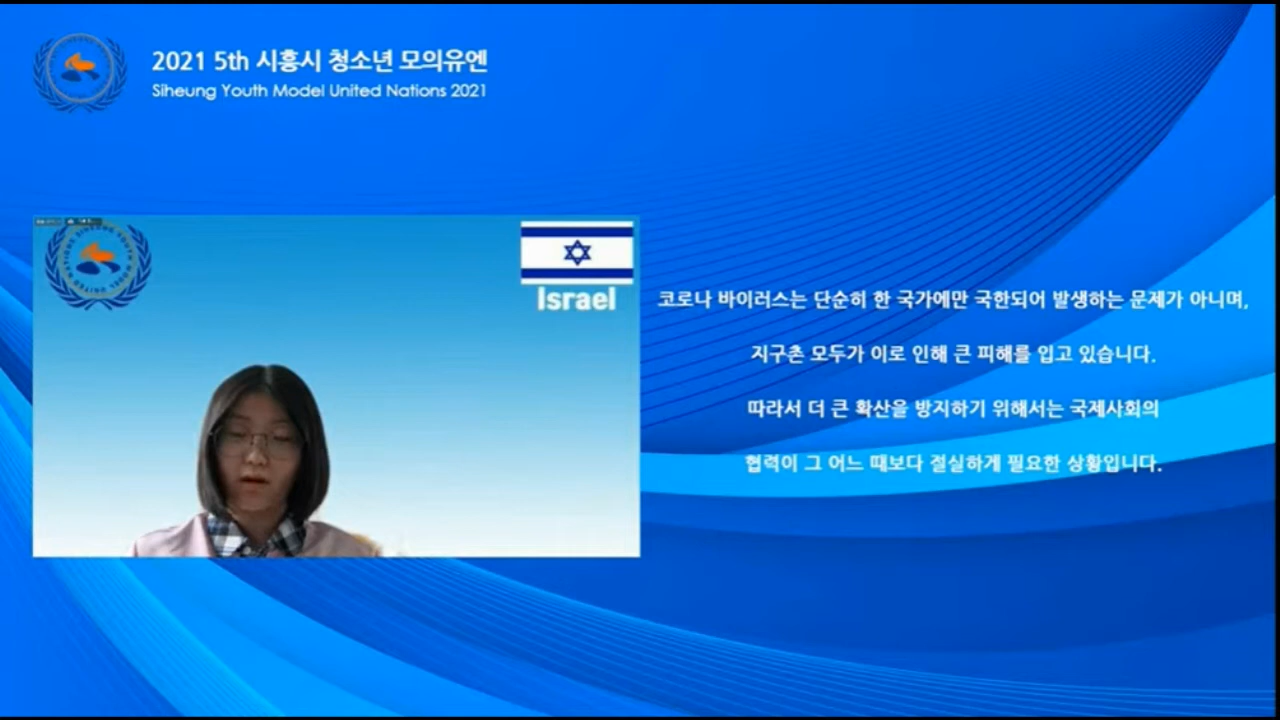 2021 5th 시흥시 청소년 모의유엔
Siheung Youth Model United Nations 2021
Israel
코로나 바이러스는 단순히 한 국가에만 국한되어 발생하는 문제가 아니며,
지구촌 모두가 이로 인해 큰 피해를 입고 있습니다.
따라서 더 큰 확산을 방지하기 위해서는 국제사회의
협력이 그 어느 때보다 절실하게 필요한 상황입니다.